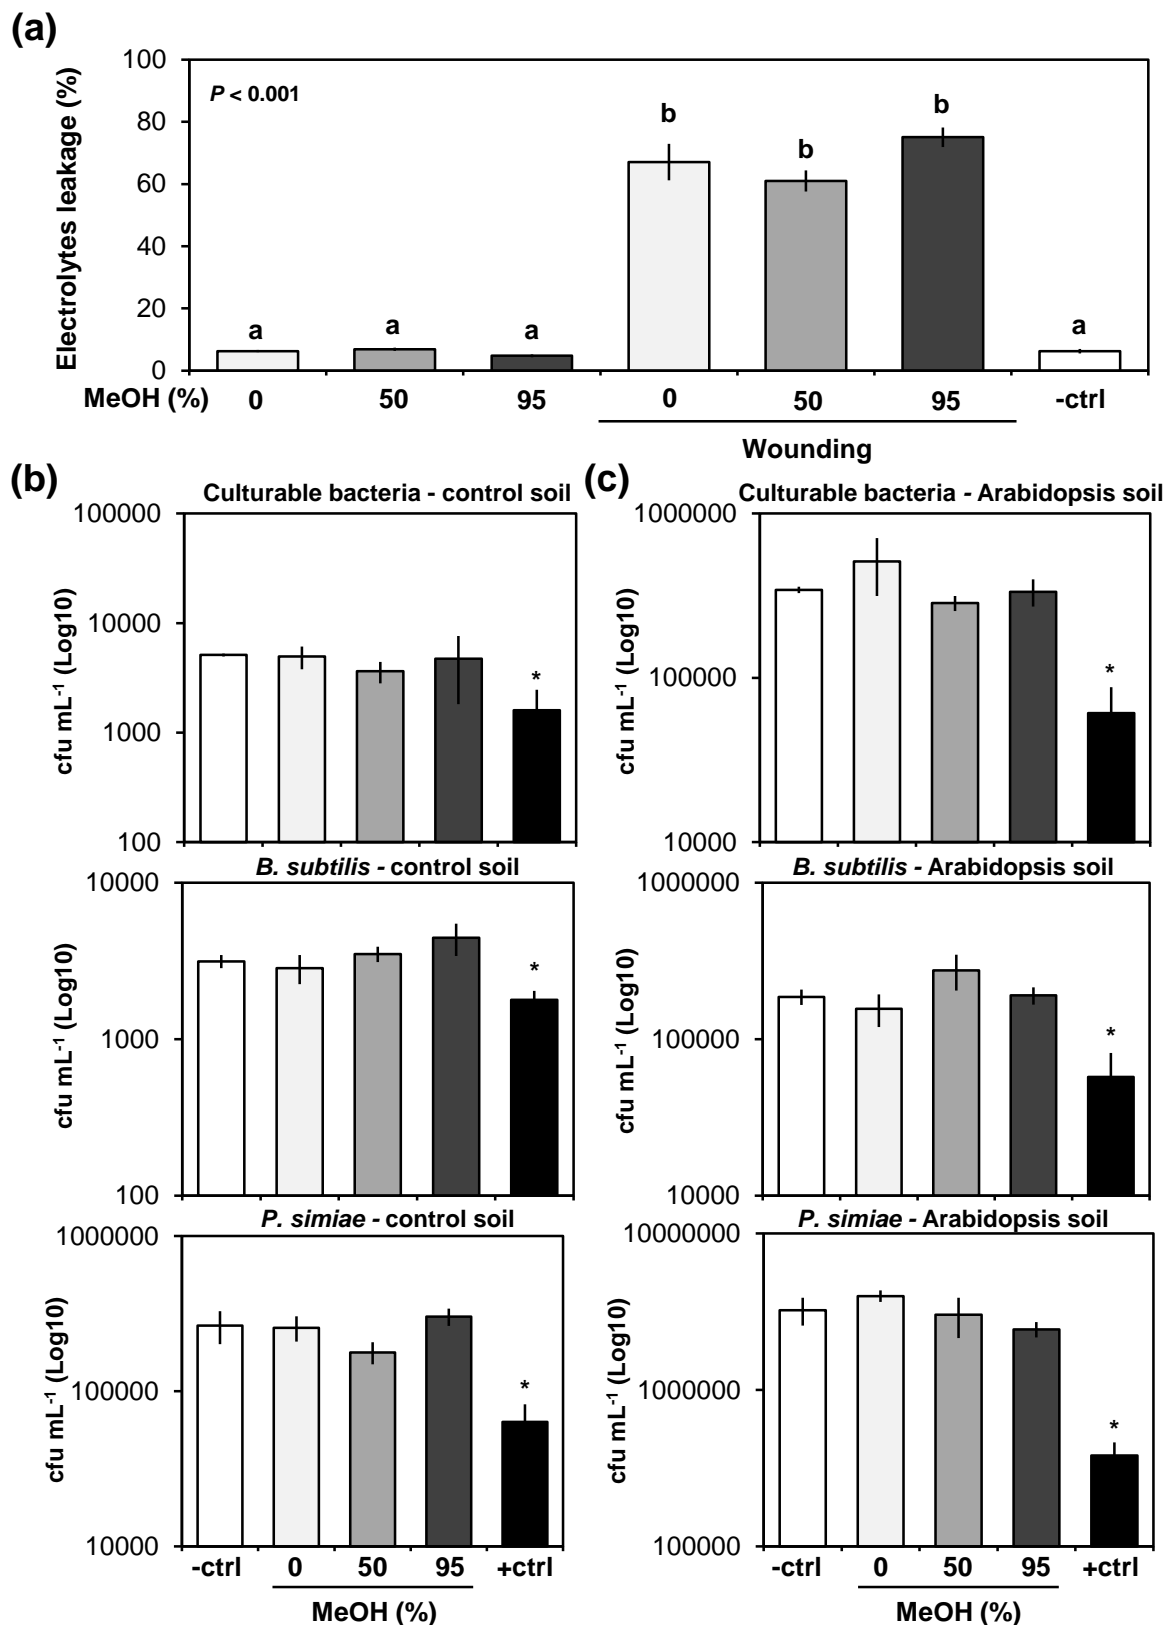 (a)
Electrolytes leakage (%)
100
80
60
40
20
0
P < 0.001
a
a
a
b
b
b
a
MeOH (%) 0 50 95 0 50 95 -ctrl
Wounding
(b)
Culturable bacteria - control soil
cfu mL-1 (Log10)
100000
10000
1000
100
*
B. subtilis - control soil
cfu mL-1 (Log10)
10000
1000
100
*
P. simiae - control soil
cfu mL-1 (Log10)
1000000
100000
10000
*
-ctrl 0 50 95 +ctrl
MeOH (%)
(c)
Culturable bacteria - Arabidopsis soil
cfu mL-1 (Log10)
1000000
100000
10000
*
B. subtilis - Arabidopsis soil
cfu mL-1 (Log10)
1000000
100000
10000
*
P. simiae - Arabidopsis soil
cfu mL-1 (Log10)
10000000
1000000
100000
*
-ctrl 0 50 95 +ctrl
MeOH (%)